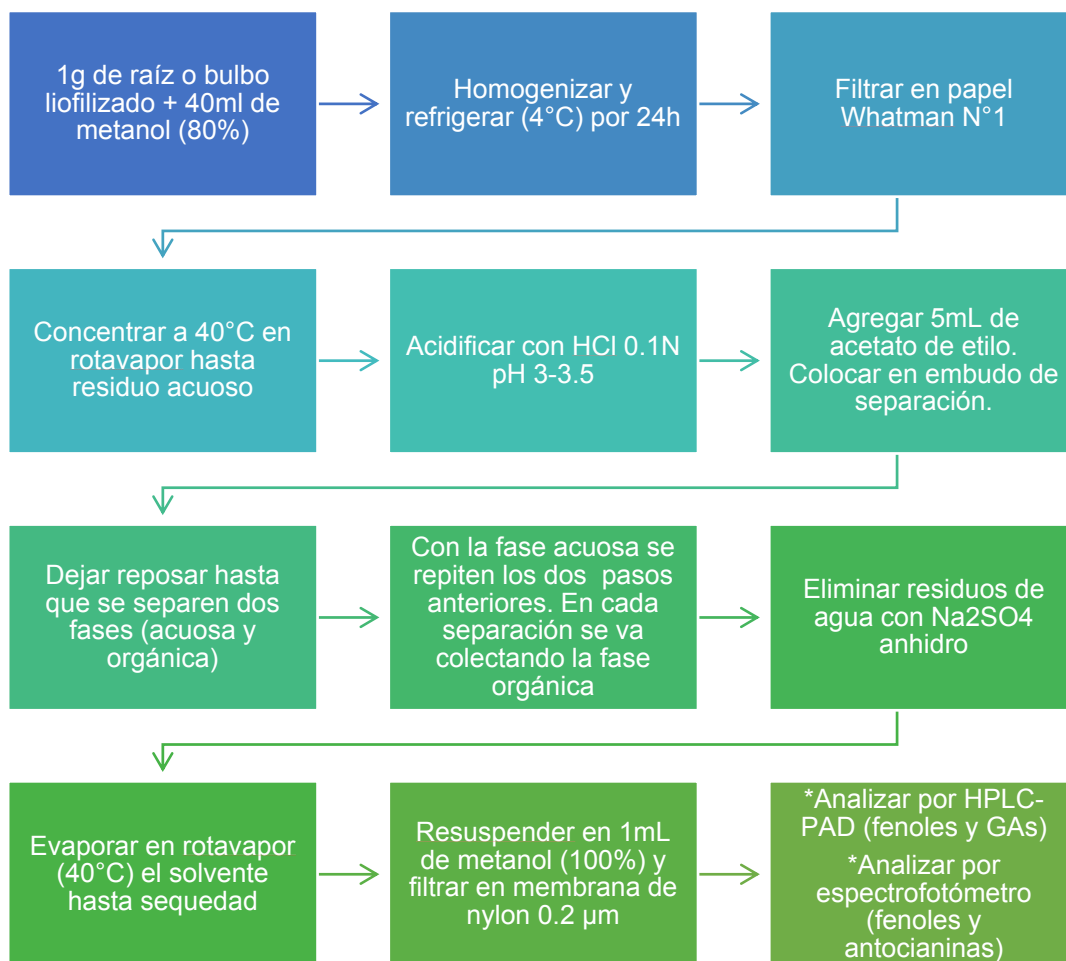 1g de raíz o bulbo
liofilizado + 40ml de
metanol (80%)
Homogenizar y
refrigerar (4°C) por 24h
Filtrar en papel
Whatman N°1
Concentrar a 40°C en
rotavapor hasta
residuo acuoso
Acidificar con HCl 0.1N
pH 3-3.5
Agregar 5mL de
acetato de etilo.
Colocar en embudo de
separación.
Dejar reposar hasta
que se separen dos
fases (acuosa y
orgánica)
Con la fase acuosa se
repiten los dos  pasos
anteriores. En cada
separación se va
colectando la fase
orgánica
Eliminar residuos de
agua con Na2SO4
anhidro
Evaporar en rotavapor
(40°C) el solvente
hasta sequedad
Resuspender en 1mL
de metanol (100%) y
filtrar en membrana de
nylon 0.2 µm
*Analizar por HPLC-
PAD (fenoles y GAs)
*Analizar por
espectrofotómetro
(fenoles y
antocianinas)